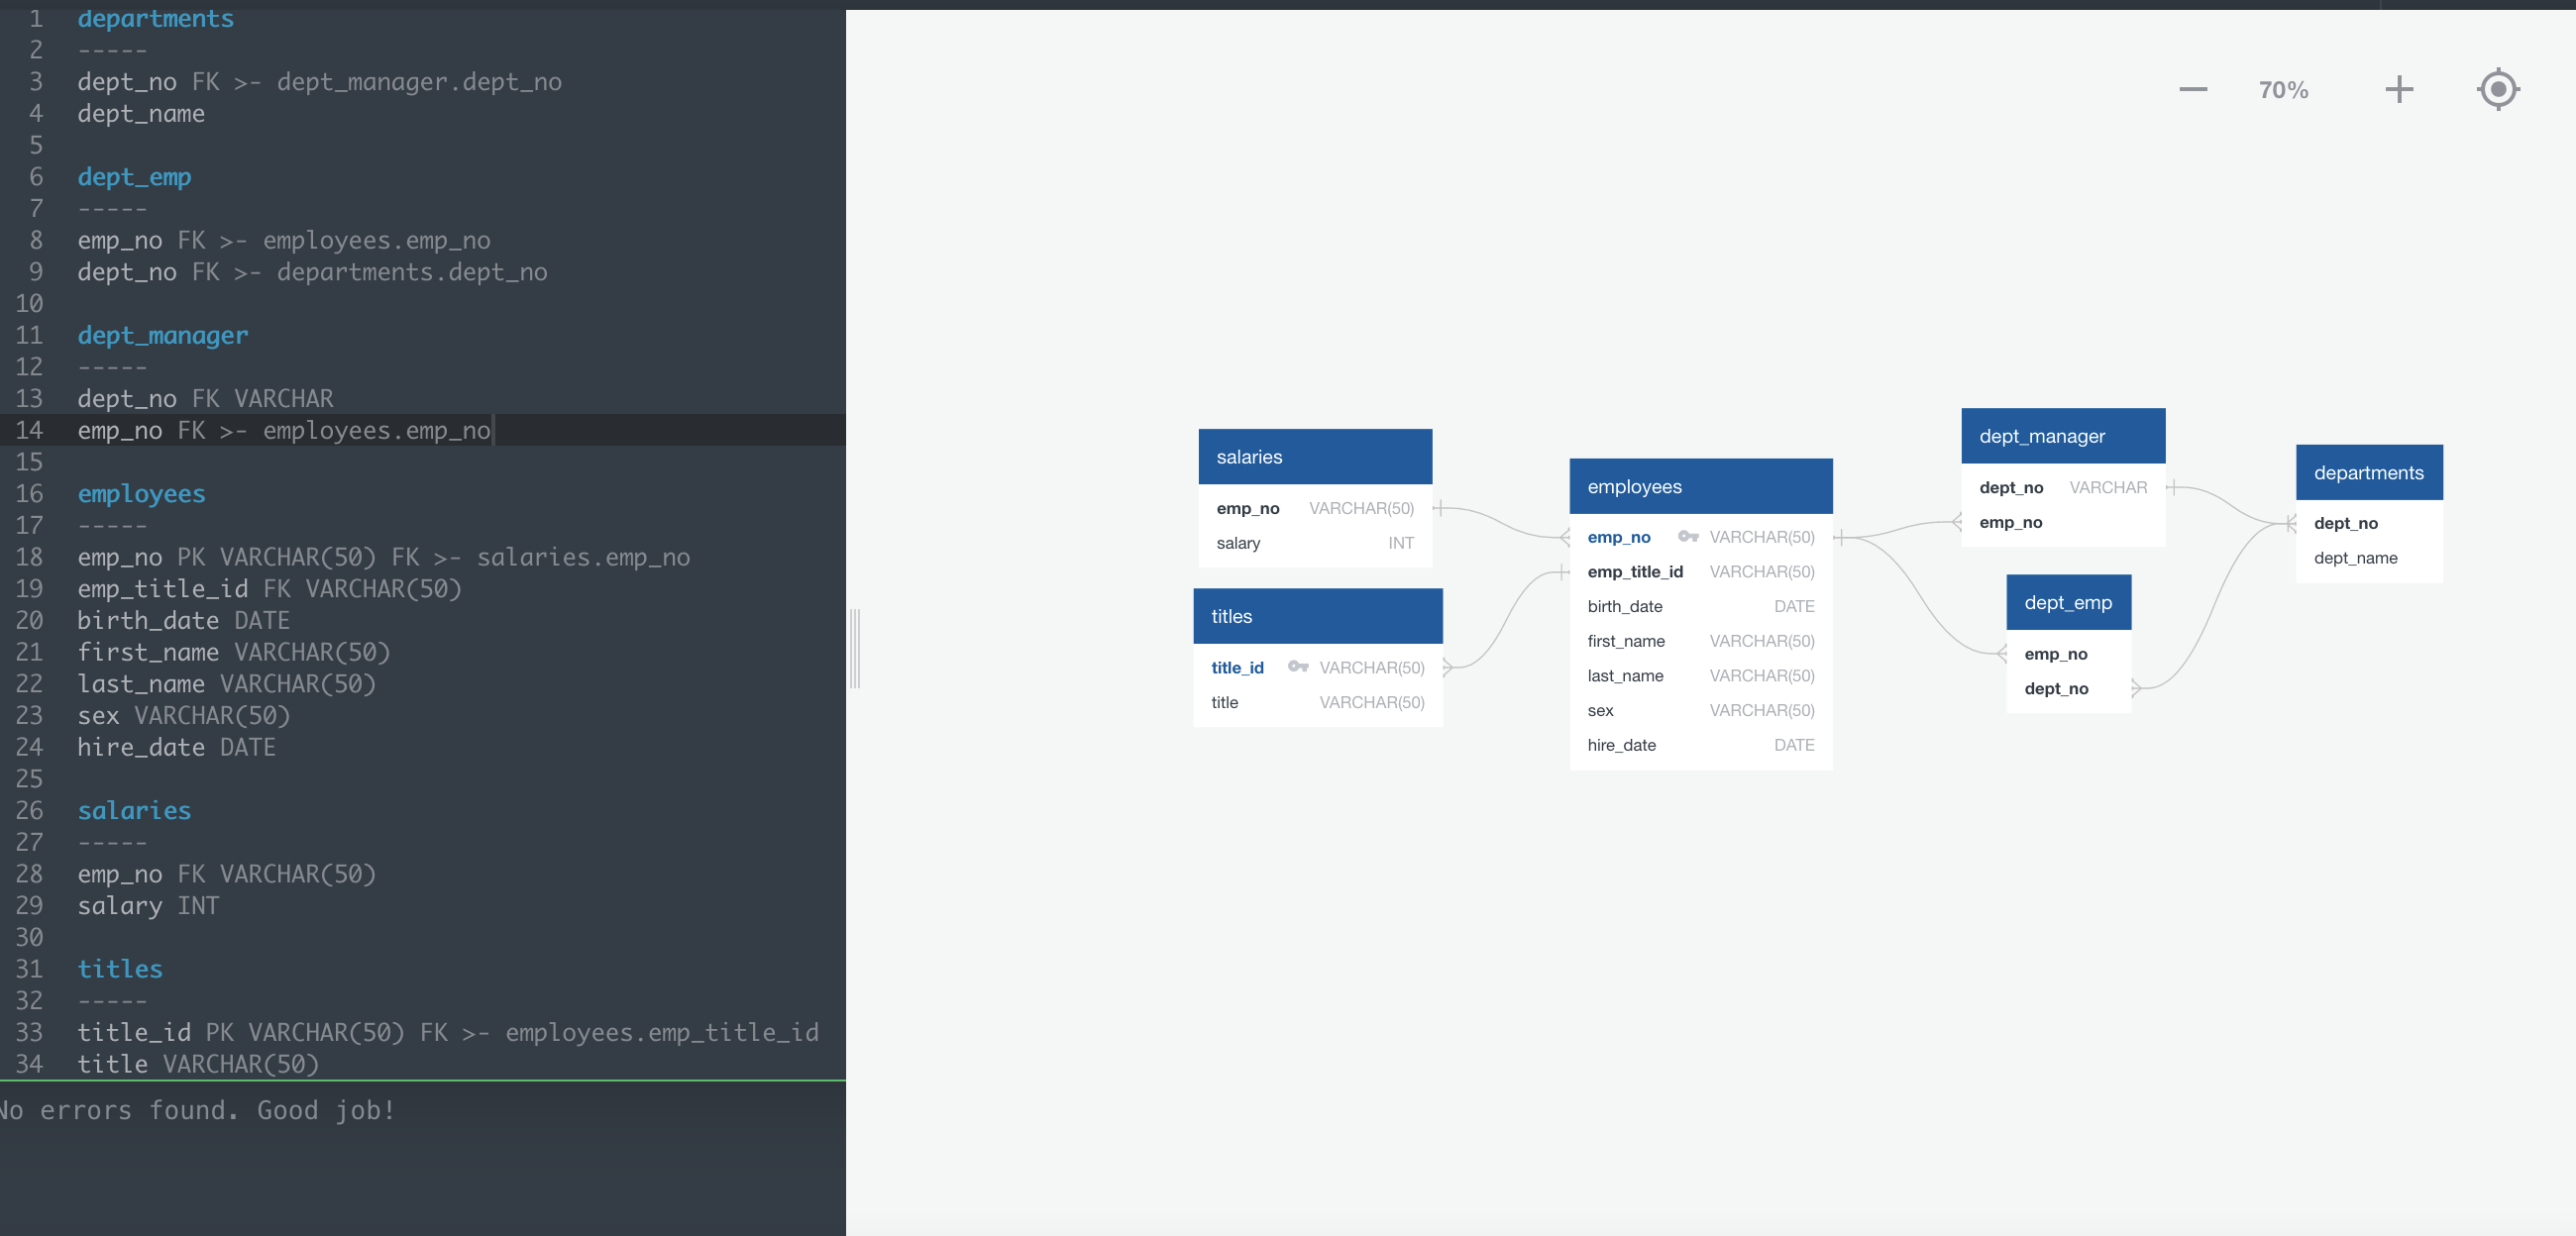 1 departments
2 -----
3 dept_no FK >- dept_manager.dept_no
4 dept_name
5
6 dept_emp
7 -----
8 emp_no FK >- employees.emp_no
9 dept_no FK >- departments.dept_no
10
11 dept_manager
12 -----
13 dept_no FK VARCHAR
14 emp_no FK >- employees.emp_no
15
16 employees
17 -----
18 emp_no PK VARCHAR(50) FK >- salaries.emp_no
19 emp_title_id FK VARCHAR(50)
20 birth_date DATE
21 first_name VARCHAR(50)
22 last_name VARCHAR(50)
23 sex VARCHAR(50)
24 hire_date DATE
25
26 salaries
27 -----
28 emp_no FK VARCHAR(50)
29 salary INT
30
31 titles
32 -----
33 title_id PK VARCHAR(50) FK >- employees.emp_title_id
34 title VARCHAR(50)
No errors found. Good job!
70%
salaries
emp_no VARCHAR(50)
salary INT
titles
title_id VARCHAR(50)
title VARCHAR(50)
employees
emp_no VARCHAR(50)
emp_title_id VARCHAR(50)
birth_date DATE
first_name VARCHAR(50)
last_name VARCHAR(50)
sex VARCHAR(50)
hire_date DATE
dept_manager
dept_no VARCHAR
emp_no
dept_emp
emp_no
dept_no
departments
dept_no
dept_name